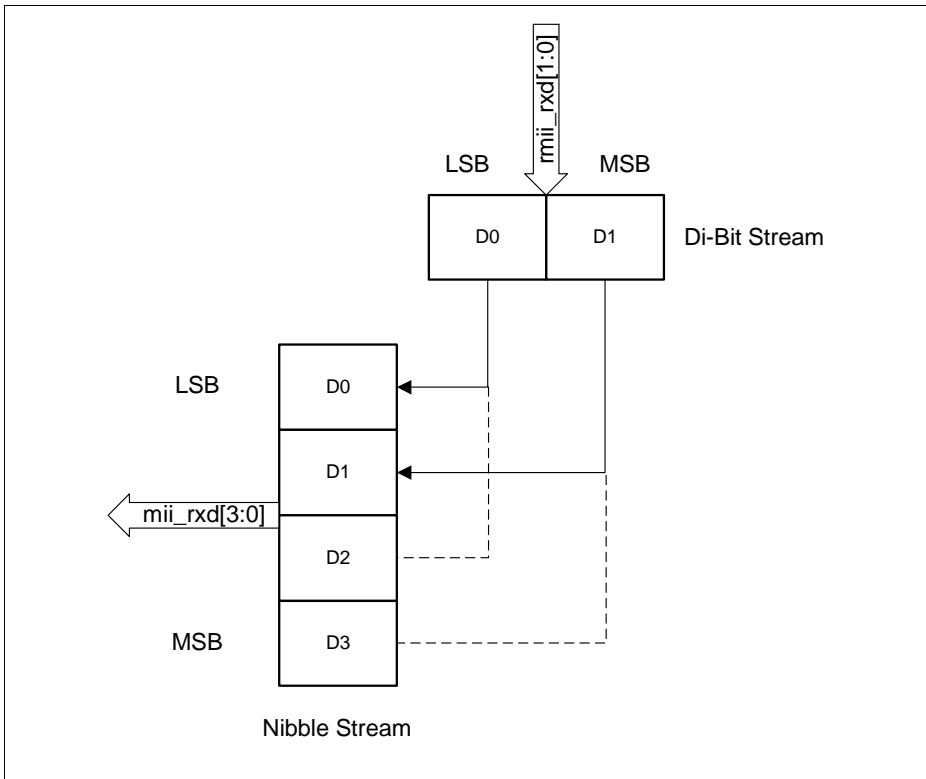 rmii_rxd[1:0]
LSB
MSB
D0
D1
Di-Bit Stream
LSB
D0
D1
mii_rxd[3:0]
D2
MSB
D3
Nibble Stream